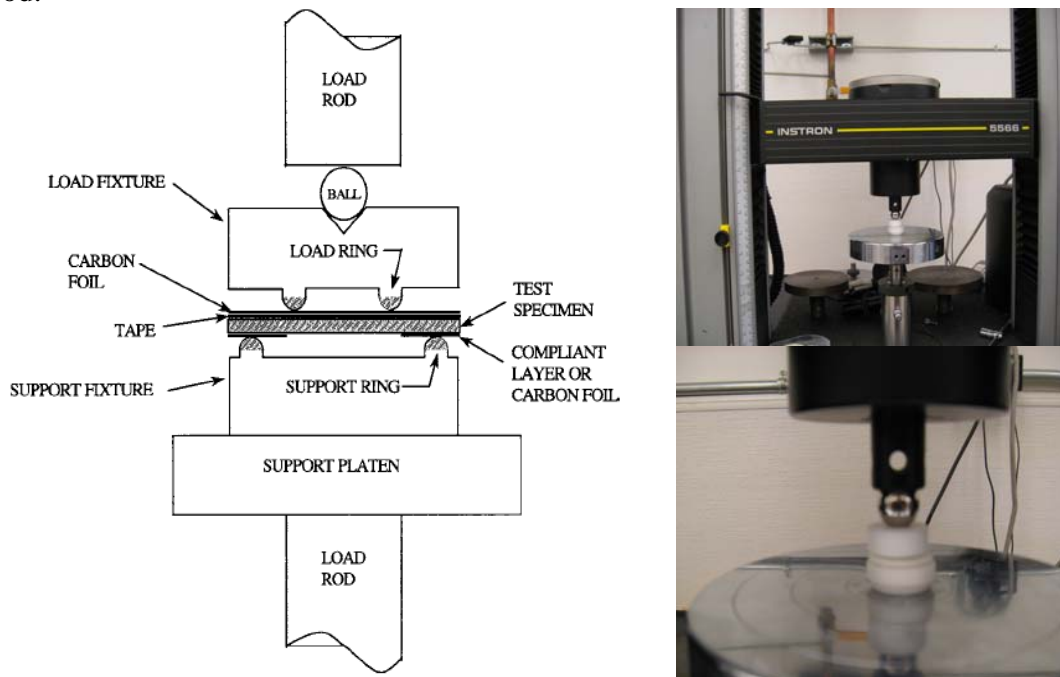 LOAD
ROD
LOAD FIXTURE
BALL
LOAD RING
CARBON
FOIL
TEST
SPECIMEN
TAPE
COMPLIANT
LAYER OR
CARBON FOIL
SUPPORT FIXTURE
SUPPORT RING
SUPPORT PLATEN
LOAD
ROD
INSTRON
5566